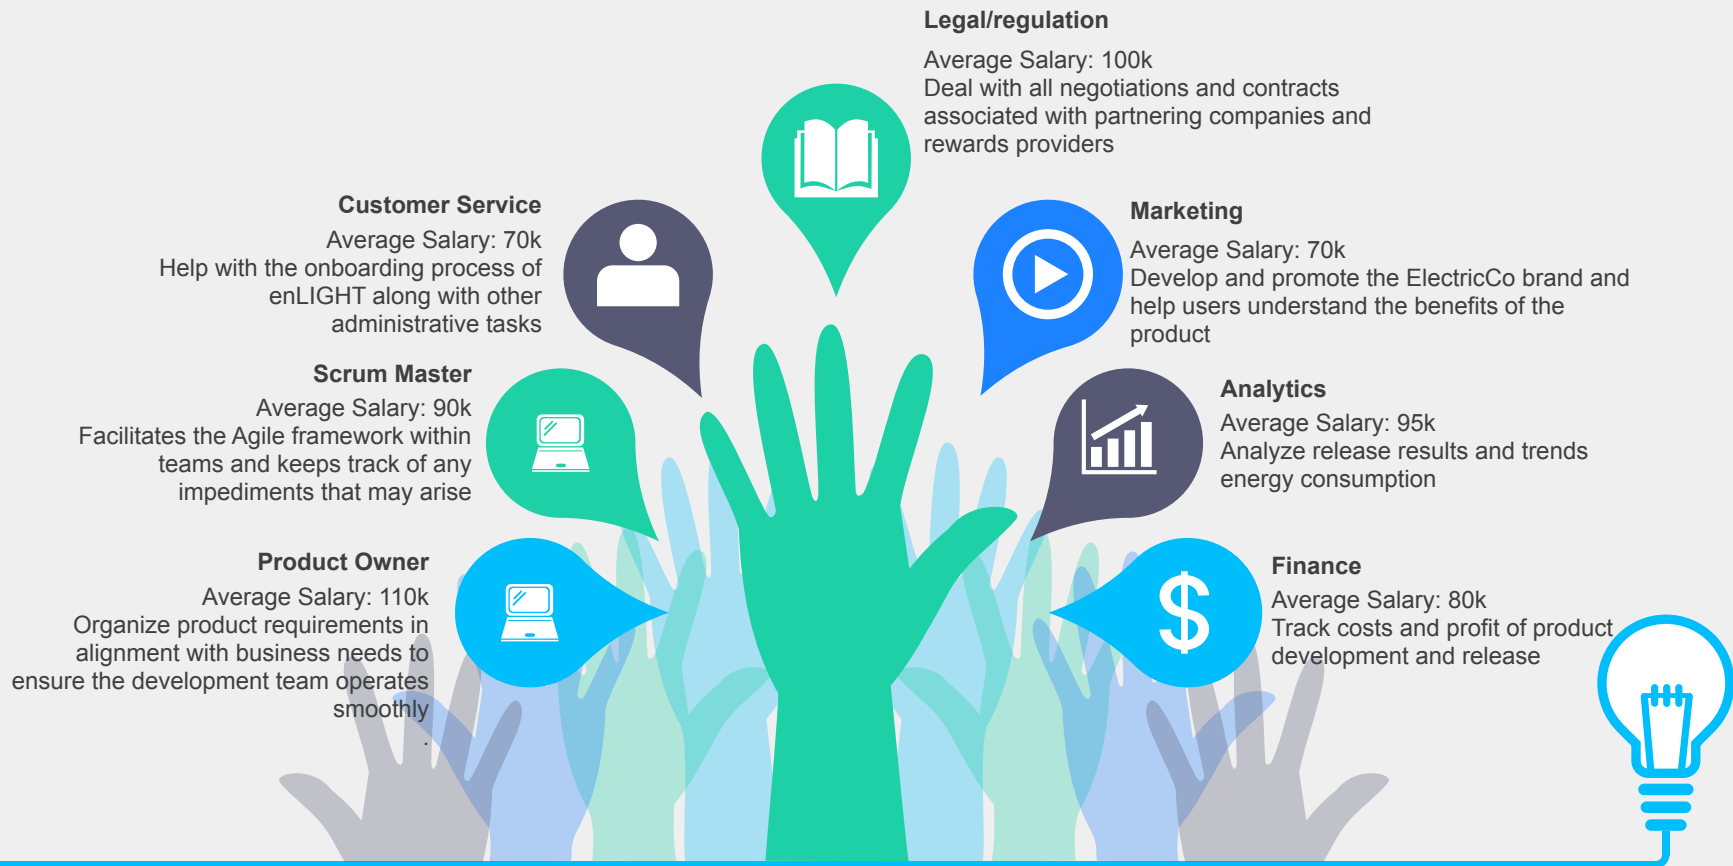 Legal/regulation
Average Salary: 100k
Deal with all negotiations and contracts
associated with partnering companies and
rewards providers
Customer Service
Average Salary: 70k
Help with the onboarding process of
enLIGHT along with other
administrative tasks
Marketing
Average Salary: 70k
Develop and promote the ElectricCo brand and
help users understand the benefits of the
product
Scrum Master
Average Salary: 90k
Facilitates the Agile framework within
teams and keeps track of any
impediments that may arise
Analytics
Average Salary: 95k
Analyze release results and trends
energy consumption
Product Owner
Average Salary: 110k
Organize product requirements in
alignment with business needs to
ensure the development team operates
smoothly
.
Finance
Average Salary: 80k
Track costs and profit of product
development and release
$